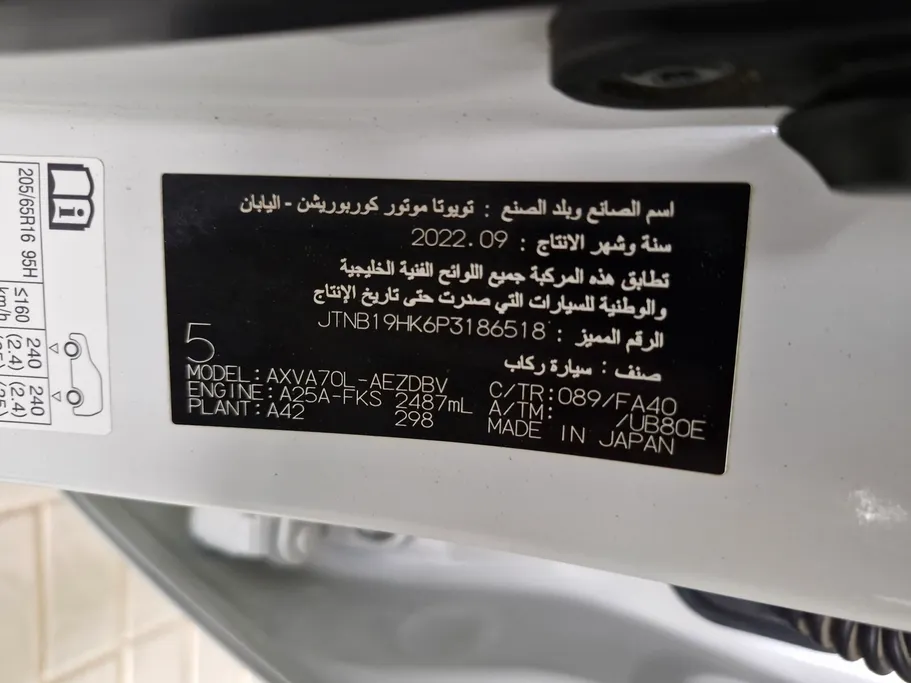 اسم الصانع وبلد الصنع : تويوتا موتور كوربوريشن - اليابان
سنة وشهر الانتاج : 2022.09
تطابق هذه المركبة جميع اللوائح الفنية الخليجية
والوطنية للسيارات التي صدرت حتى تاريخ الإنتاج
الرقم المميز : JTNB19HK6P3186518
صنف : سيارة ركاب
5
MODEL:AXVA70L-AEZDBV C/TR:089/FA40
ENGINE:A25A-FKS 2487mL A/TM: /UB80E
PLANT:A42 298 MADE IN JAPAN
205/65R16 95H
≤160 km/h
240 (2.4)
240 (2.4)